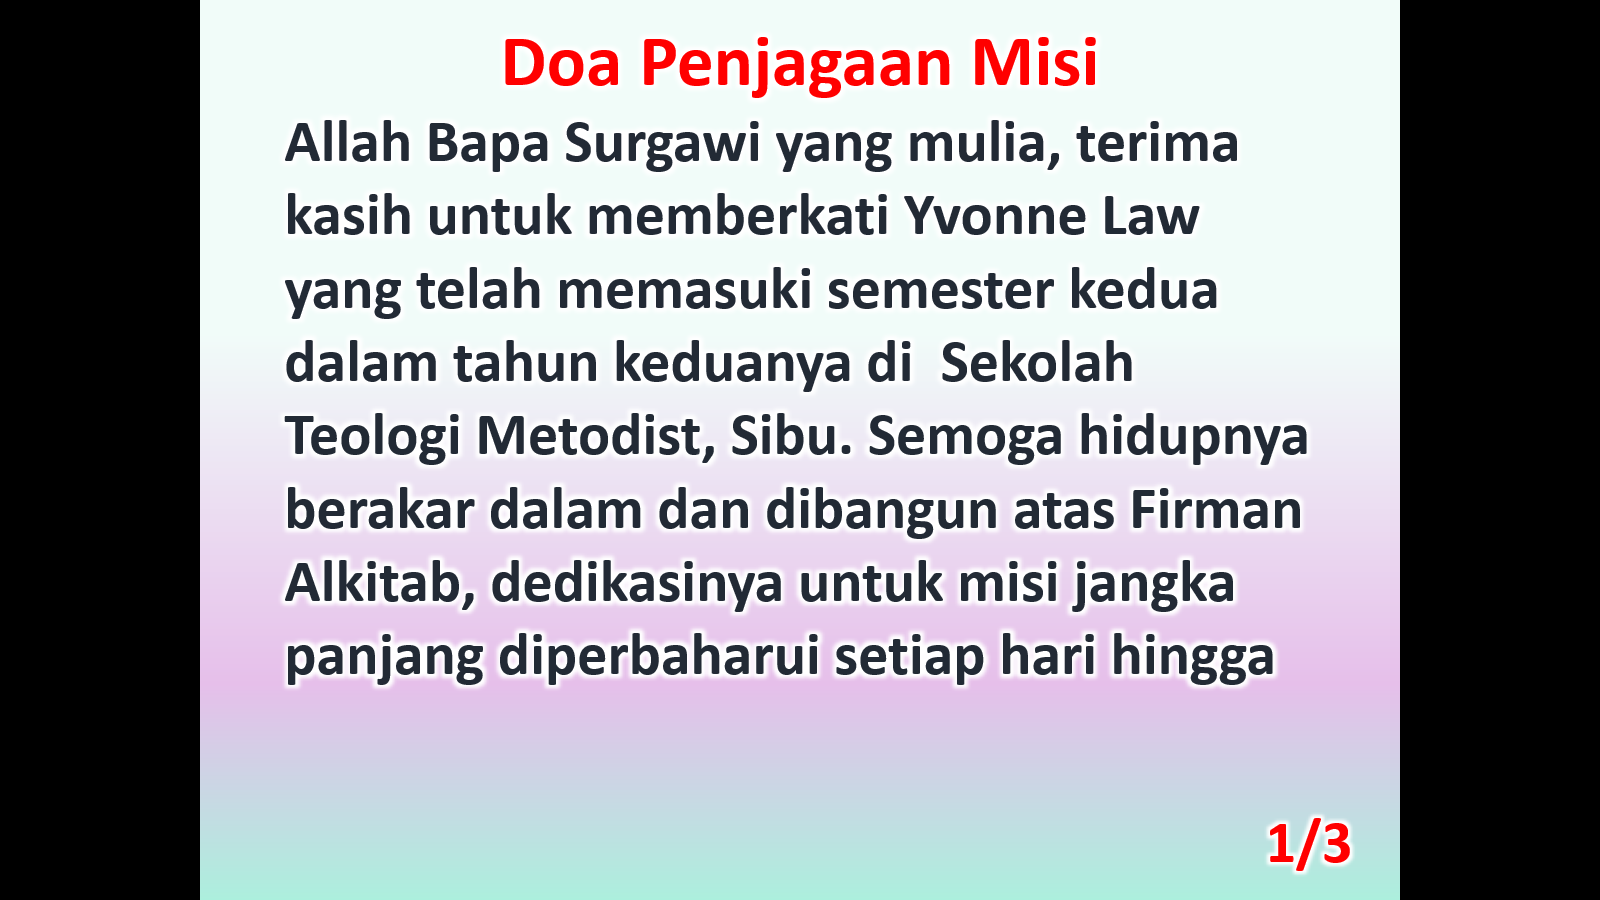 Doa Penjagaan Misi
Allah Bapa Surgawi yang mulia, terima
kasih untuk memberkati Yvonne Law
yang telah memasuki semester kedua
dalam tahun keduanya di  Sekolah
Teologi Metodist, Sibu. Semoga hidupnya
berakar dalam dan dibangun atas Firman
Alkitab, dedikasinya untuk misi jangka
panjang diperbaharui setiap hari hingga
1/3